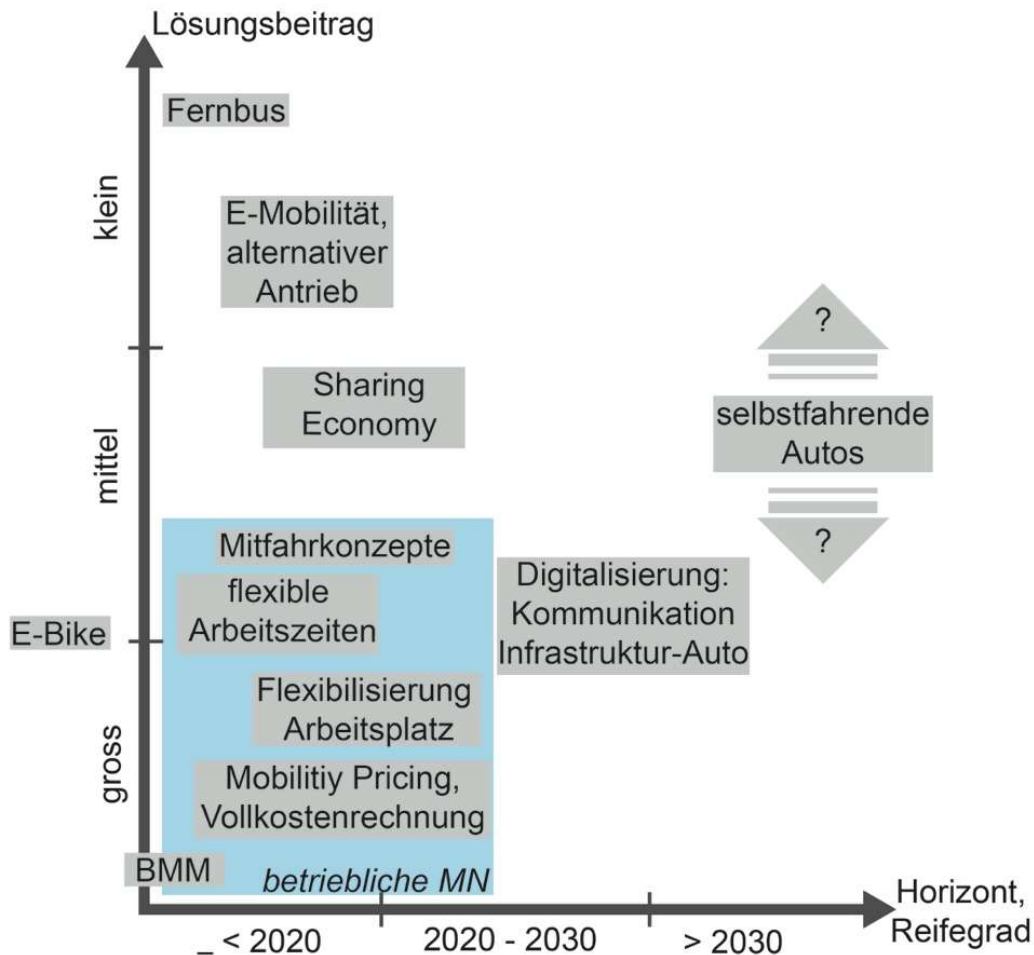 Lösungsbeitrag
Fernbus
klein
E-Mobilität,
alternativer
Antrieb
?
Sharing
Economy
mittel
selbstfahrende
Autos
?
Mitfahrkonzepte
flexible
Arbeitszeiten
Digitalisierung:
Kommunikation
Infrastruktur-Auto
E-Bike
Flexibilisierung
Arbeitsplatz
gross
Mobilitiy Pricing,
Vollkostenrechnung
BMM
betriebliche MN
Horizont,
Reifegrad
_ < 2020
2020 - 2030
> 2030